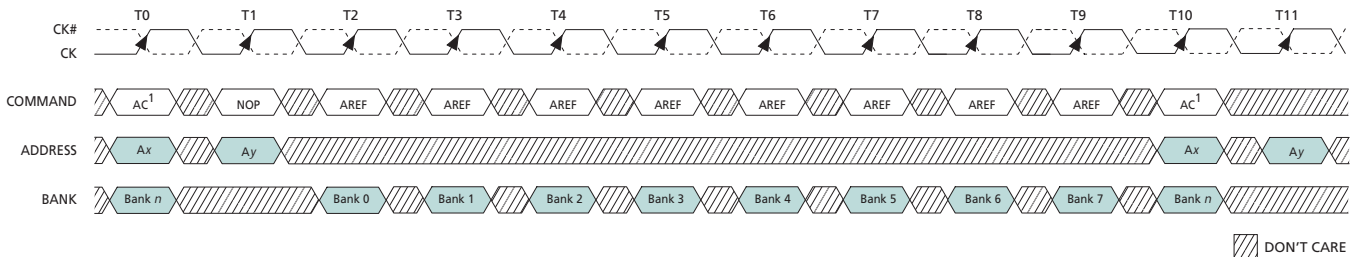 T0 T1 T2 T3 T4 T5 T6 T7 T8 T9 T10 T11
CK#
CK
COMMAND AC1 NOP AREF AREF AREF AREF AREF AREF AREF AREF AC1
ADDRESS Ax Ay Ax Ay
BANK Bank n Bank 0 Bank 1 Bank 2 Bank 3 Bank 4 Bank 5 Bank 6 Bank 7 Bank n
DON'T CARE